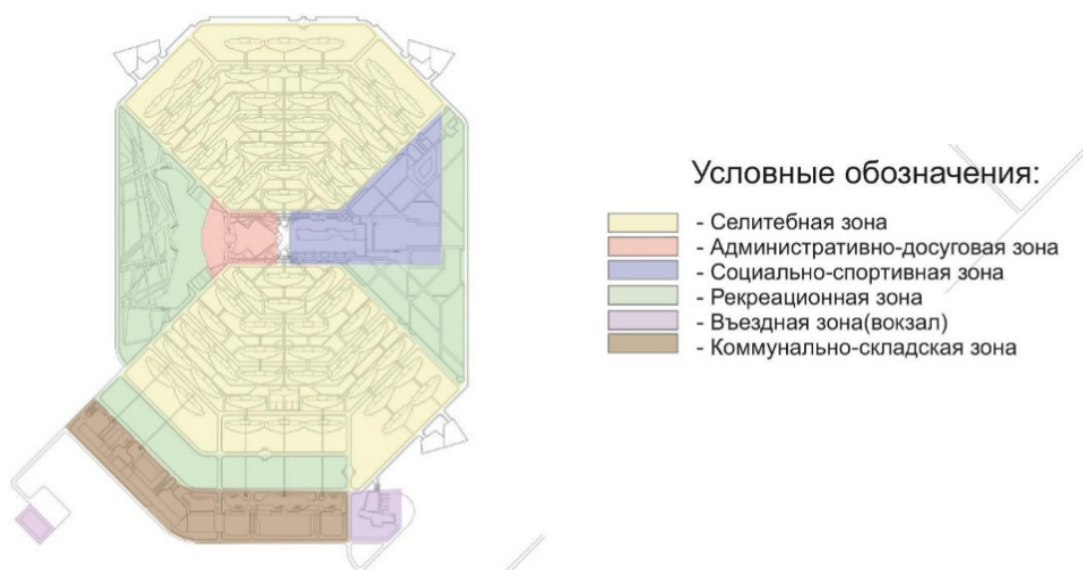 Условные обозначения:
- Селитебная зона
- Административно-досуговая зона
- Социально-спортивная зона
- Рекреационная зона
- Въездная зона(вокзал)
- Коммунально-складская зона